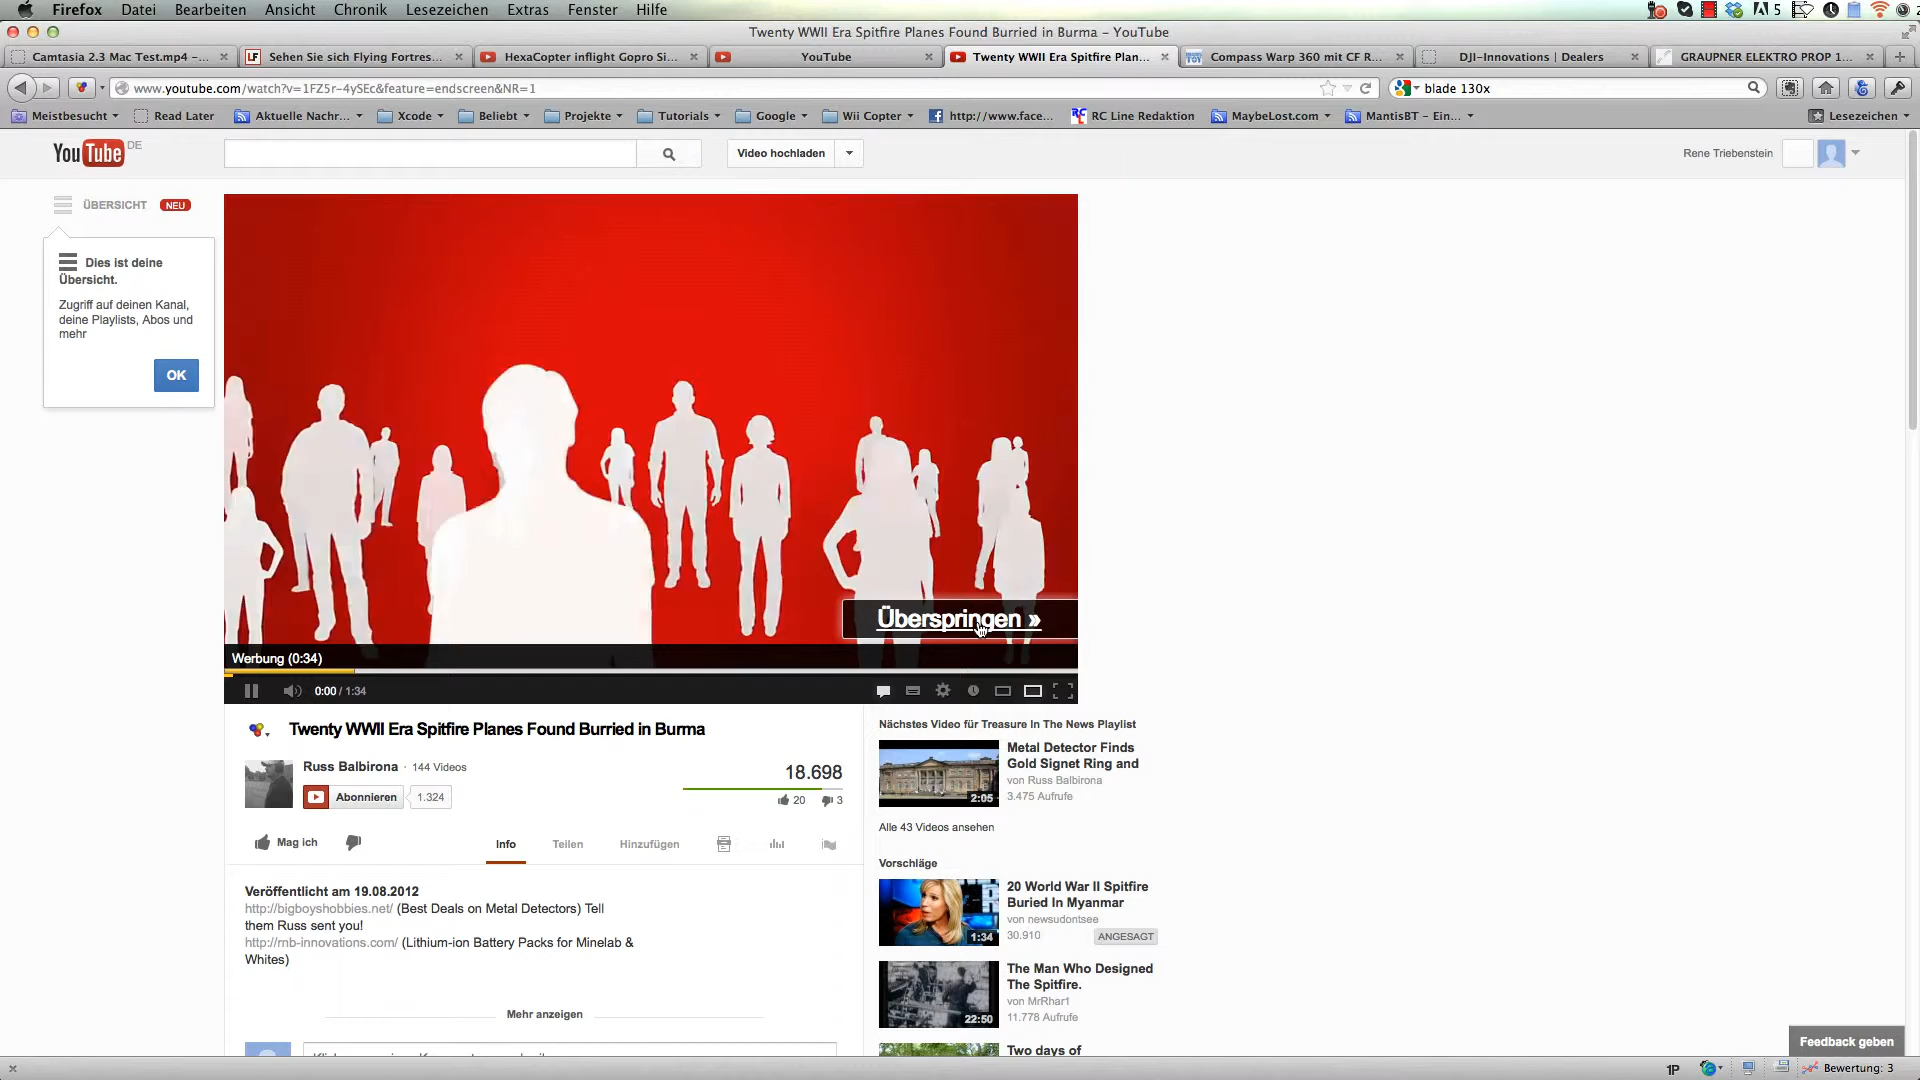 Firefox Datei Bearbeiten Ansicht Chronik Lesezeichen Extras Fenster Hilfe 5
Twenty WWII Era Spitfire Planes Found Burried in Burma – YouTube
Camtasia 2.3 Mac Test.mp4 – ... LF Sehen Sie sich Flying Fortres... HexaCopter inflight Gopro Si... YouTube Twenty WWII Era Spitfire Plan... Compass Warp 360 mit CF R... DJI-Innovations | Dealers GRAUPNER ELEKTRO PROP 1...
www.youtube.com/watch?v=1FZ5r-4ySEc&feature=endscreen&NR=1 blade 130x
Meistbesucht Read Later Aktuelle Nachr... Xcode Beliebt Projekte Tutorials Google Wii Copter http://www.face... RC Line Redaktion MaybeLost.com MantisBT – Ein... Lesezeichen
YouTube DE Video hochladen Rene Triebenstein
ÜBERSICHT NEU
Dies ist deine
Übersicht.
Zugriff auf deinen Kanal,
deine Playlists, Abos und
mehr
OK
Überspringen »
Werbung (0:34)
0:00 / 1:34
Twenty WWII Era Spitfire Planes Found Burried in Burma
Russ Balbirona · 144 Videos
Abonnieren 1.324
18.698
20 3
Mag ich Info Teilen Hinzufügen
Veröffentlicht am 19.08.2012
http://bigboyshobbies.net/ (Best Deals on Metal Detectors) Tell
them Russ sent you!
http://rnb-innovations.com/ (Lithium-ion Battery Packs for Minelab &
Whites)
Mehr anzeigen
Nächstes Video für Treasure In The News Playlist
Metal Detector Finds
Gold Signet Ring and
von Russ Balbirona
3.475 Aufrufe
2:05
Alle 43 Videos ansehen
Vorschläge
20 World War II Spitfire
Buried In Myanmar
von newsudontsee
30.910 ANGESAGT
1:34
The Man Who Designed
The Spitfire.
von MrRhar1
11.778 Aufrufe
22:50
Two days of
Feedback geben
1P Bewertung: 3